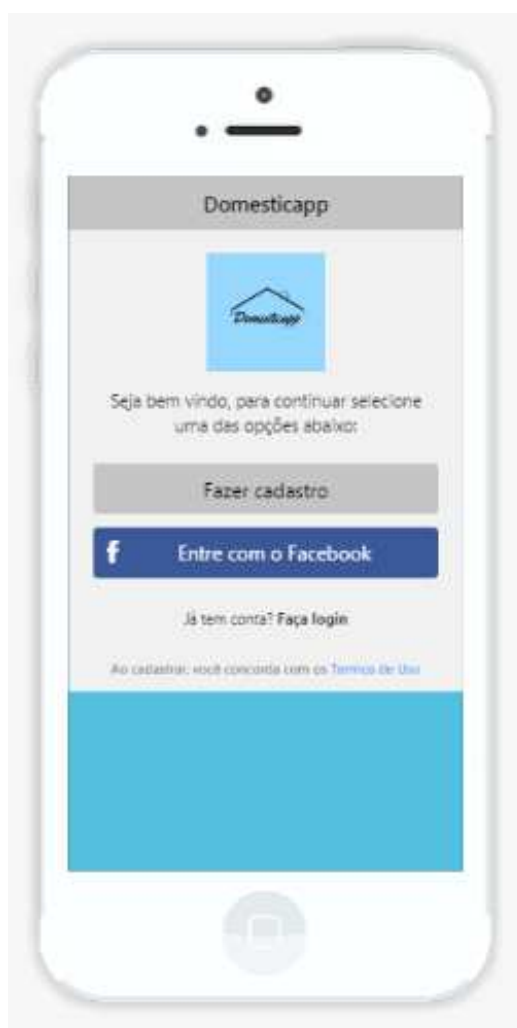 Domesticapp
Domesticapp
Seja bem vindo, para continuar selecione
uma das opções abaixo:
Fazer cadastro
f Entre com o Facebook
Já tem conta? Faça login
Ao cadastrar, você concorda com os Termos de Uso